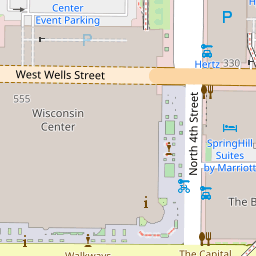 Center
Event Parking
P
P
Hertz
330
West Wells Street
555
Wisconsin
Center
North 4th Street
SpringHill
Suites
by Marriott
i
The B
i
i
Walkways
The Capital